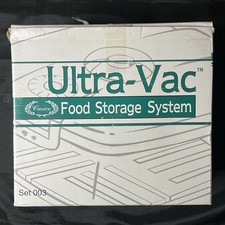 Ultra-Vac™
Food Storage System
Set 003